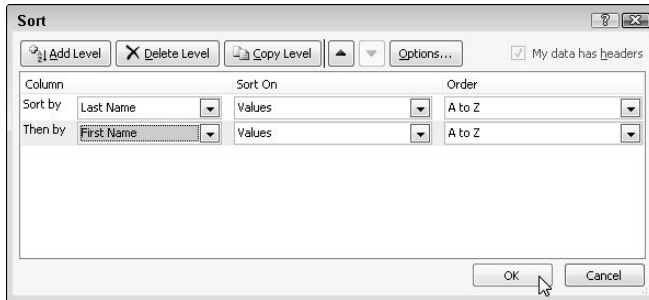 Sort
Add Level Delete Level Copy Level Options... My data has headers
Column Sort On Order
Sort by Last Name Values A to Z
Then by First Name Values A to Z
OK Cancel